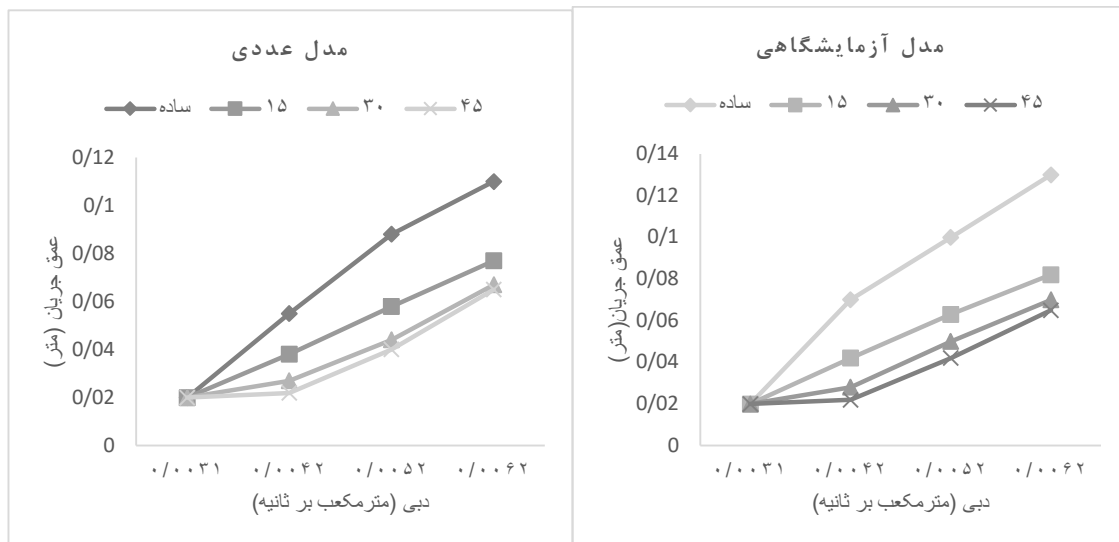 مدل عددی
ساده ۱۵ ۳۰ ۴۵
0/12
0/1
0/08
0/06
0/04
0/02
0
عمق جریان (متر)
۰/۰۰۳۱ ۰/۰۰۴۲ ۰/۰۰۵۲ ۰/۰۰۶۲
دبی (مترمکعب بر ثانیه)
مدل آزمایشگاهی
ساده ۱۵ ۳۰ ۴۵
0/14
0/12
0/1
0/08
0/06
0/04
0/02
0
عمق جریان(متر)
۰/۰۰۳۱ ۰/۰۰۴۲ ۰/۰۰۵۲ ۰/۰۰۶۲
دبی (مترمکعب بر ثانیه)